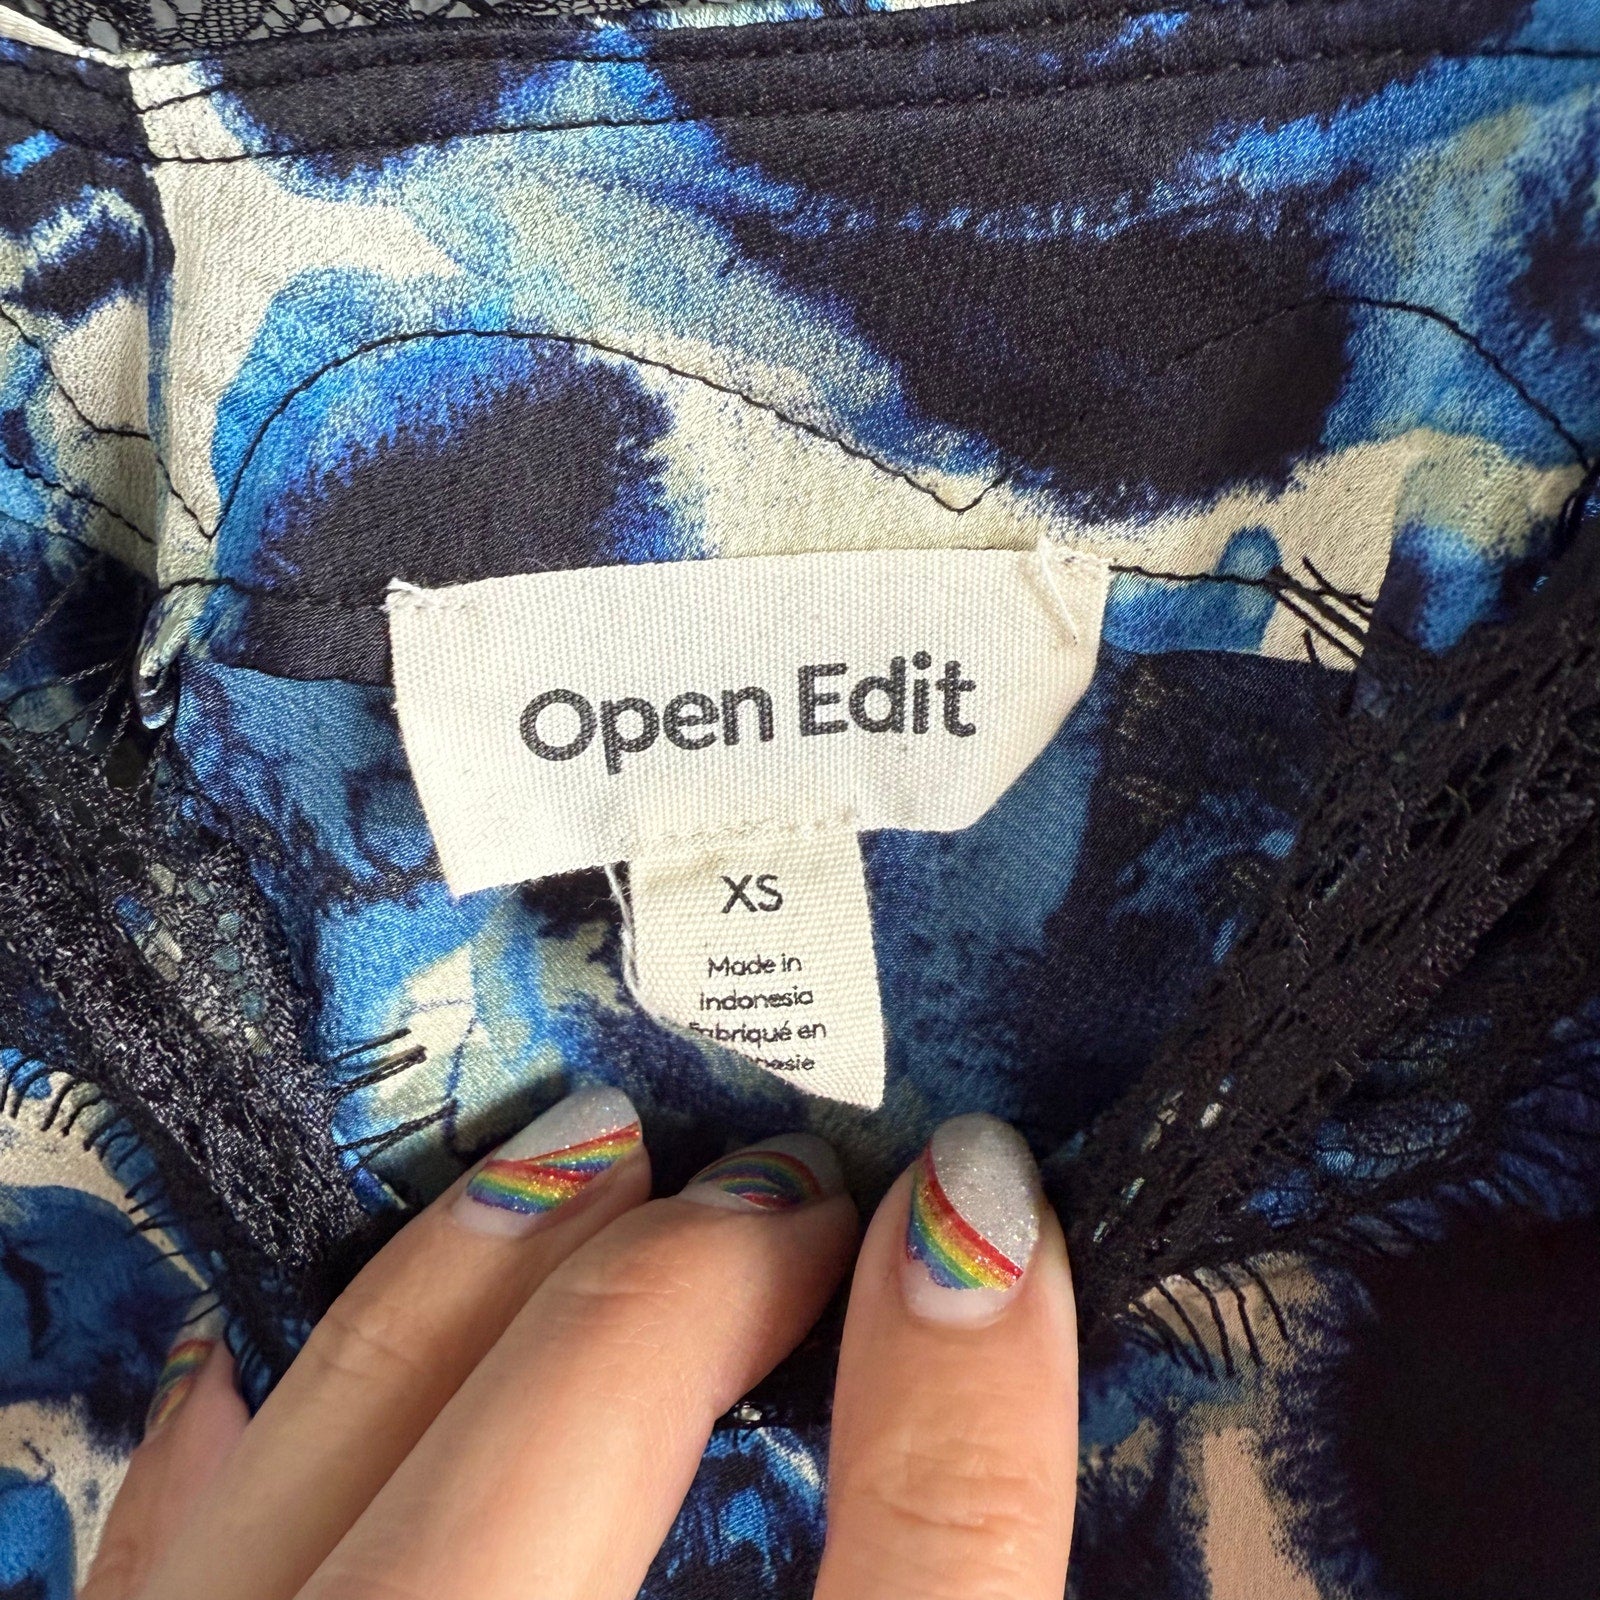 Open Edit
XS
Made in
Indonesia
Fabriqué en